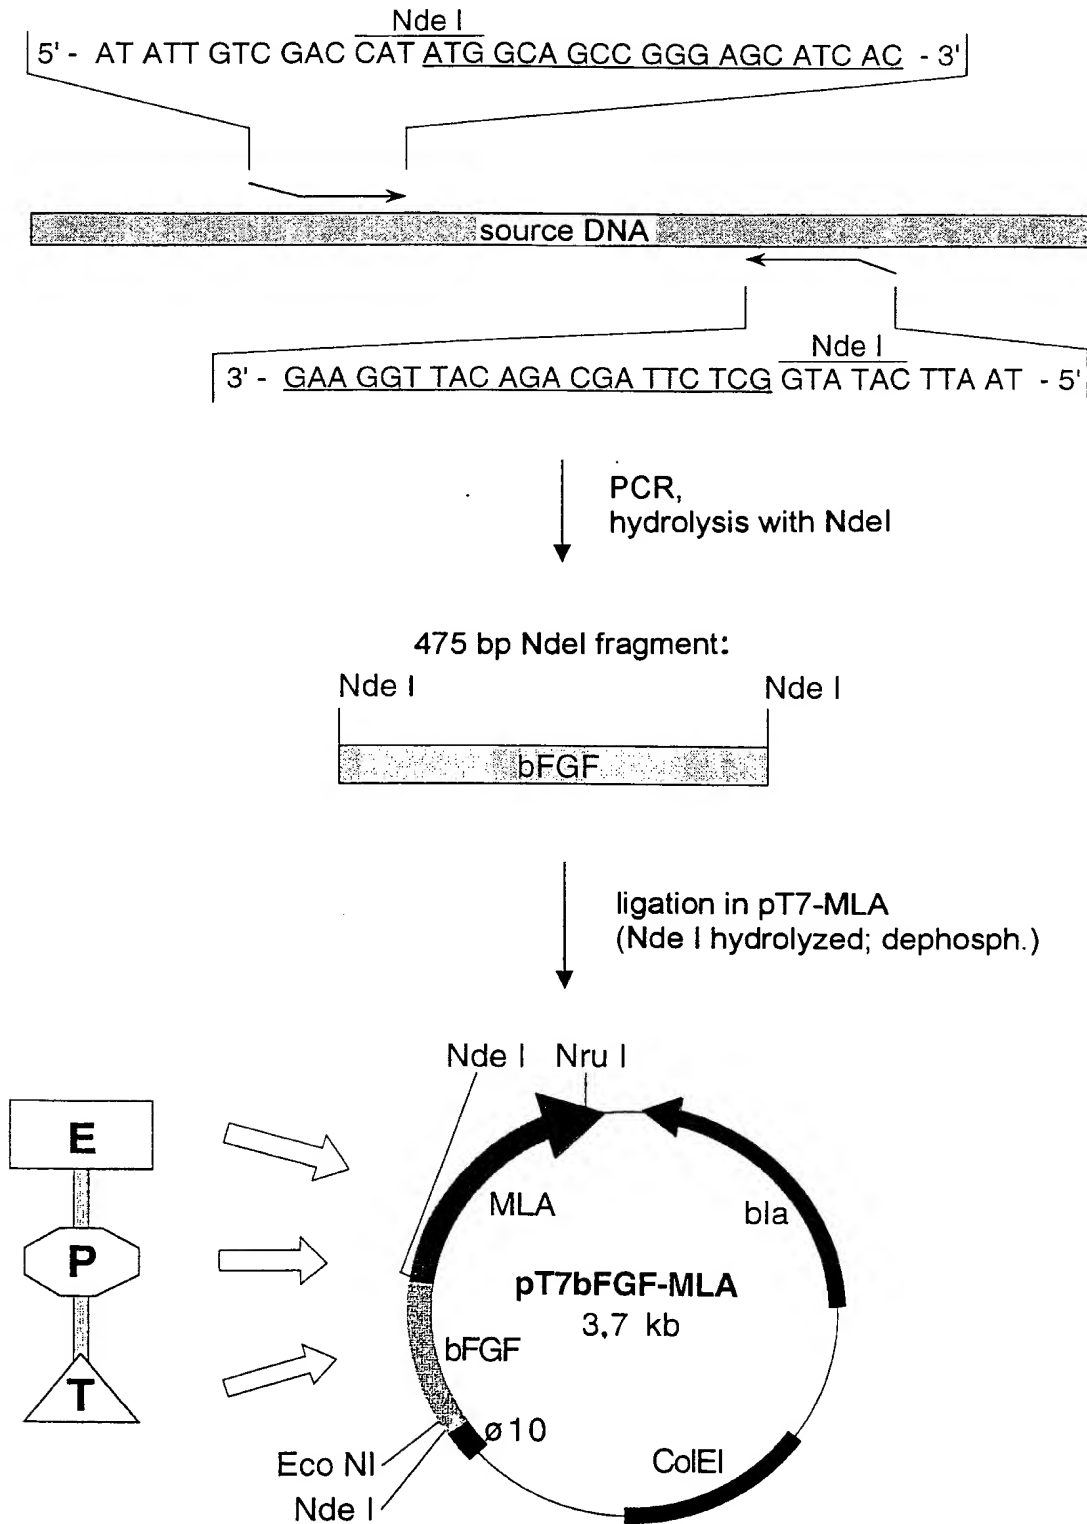 Nde I
5' - AT ATT GTC GAC CAT ATG GCA GCC GGG AGC ATC AC - 3'
source DNA
Nde I
3' - GAA GGT TAC AGA CGA TTC TCG GTA TAC TTA AT - 5'
PCR,
hydrolysis with NdeI
475 bp NdeI fragment:
Nde I Nde I
bFGF
ligation in pT7-MLA
(Nde I hydrolyzed; dephosph.)
Nde I Nru I
E
MLA
bla
P
pT7bFGF-MLA
3,7 kb
bFGF
T
ø10
Eco NI
ColEI
Nde I